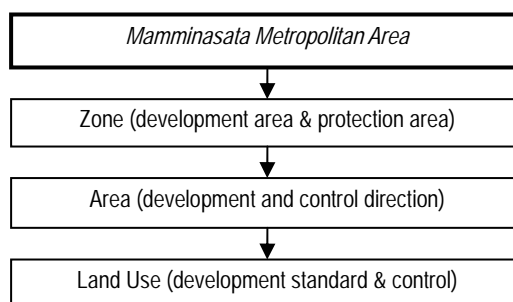 Mamminasata Metropolitan Area
Zone (development area & protection area)
Area (development and control direction)
Land Use (development standard & control)